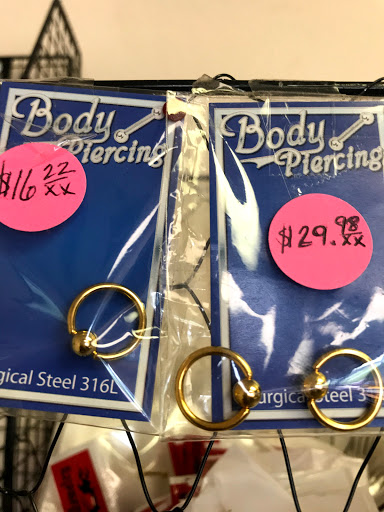 Body
Piercing
$16 22/xx
urgical Steel 316L
Body
Piercing
$29.98/xx
urgical Steel 3